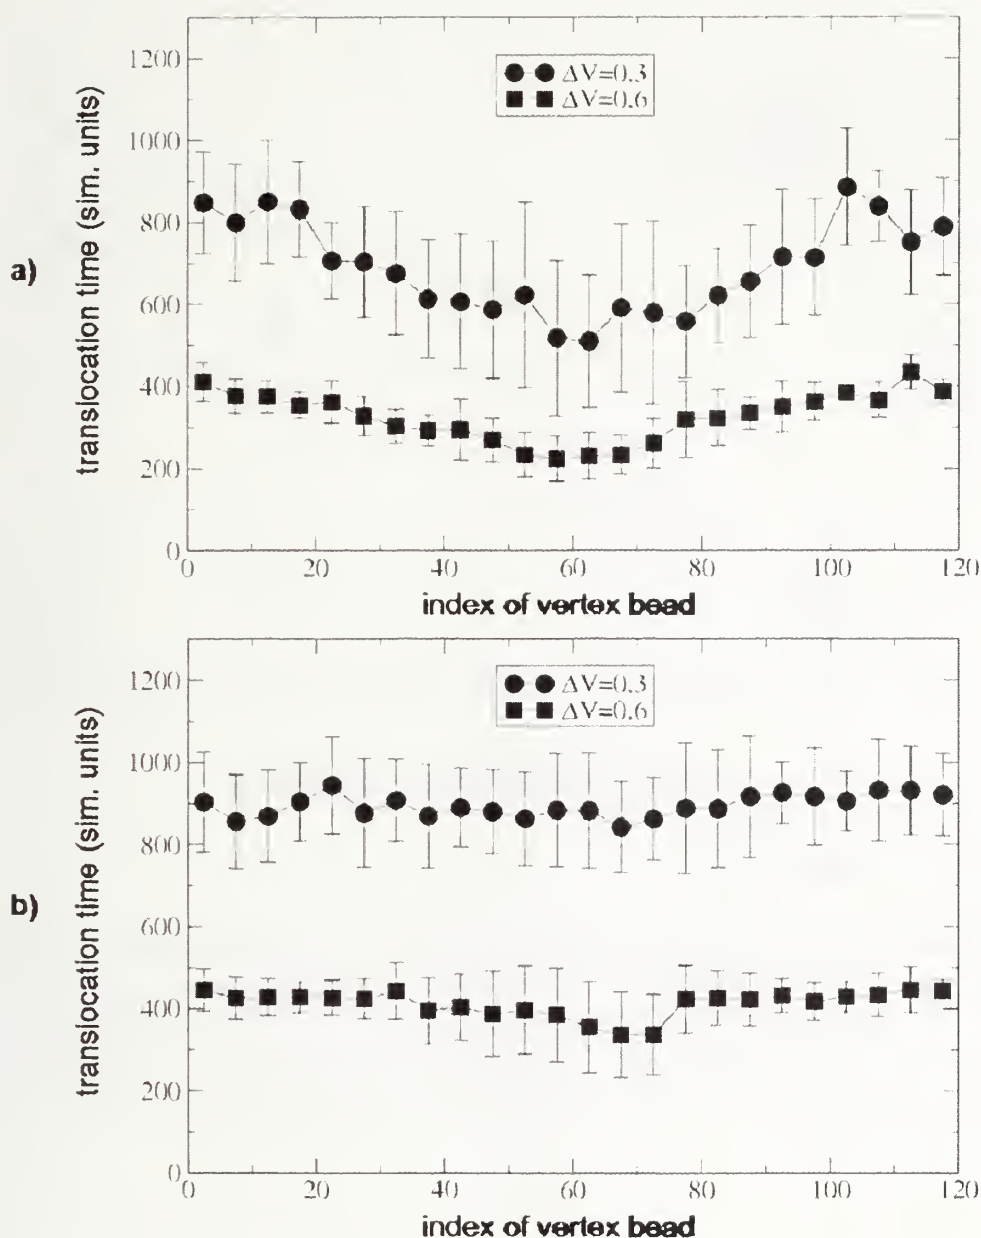 a)
translocation time (sim. units)
1200
1000
800
600
400
200
0
ΔV=0.3
ΔV=0.6
0 20 40 60 80 100 120
index of vertex bead
b)
translocation time (sim. units)
1200
1000
800
600
400
200
0
ΔV=0.3
ΔV=0.6
0 20 40 60 80 100 120
index of vertex bead